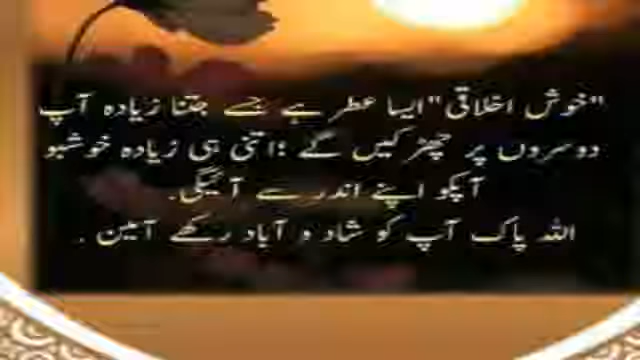 "خوش اخلاقی" ایسا عطر ہے جسے جتنا زیادہ آپ
دوسروں پر چھڑکیں گے ؛اتنی ہی زیادہ خوشبو
آپکو اپنے اندر سے آئیگی۔
اللہ پاک آپ کو شاد و آباد رکھے آمین ۔